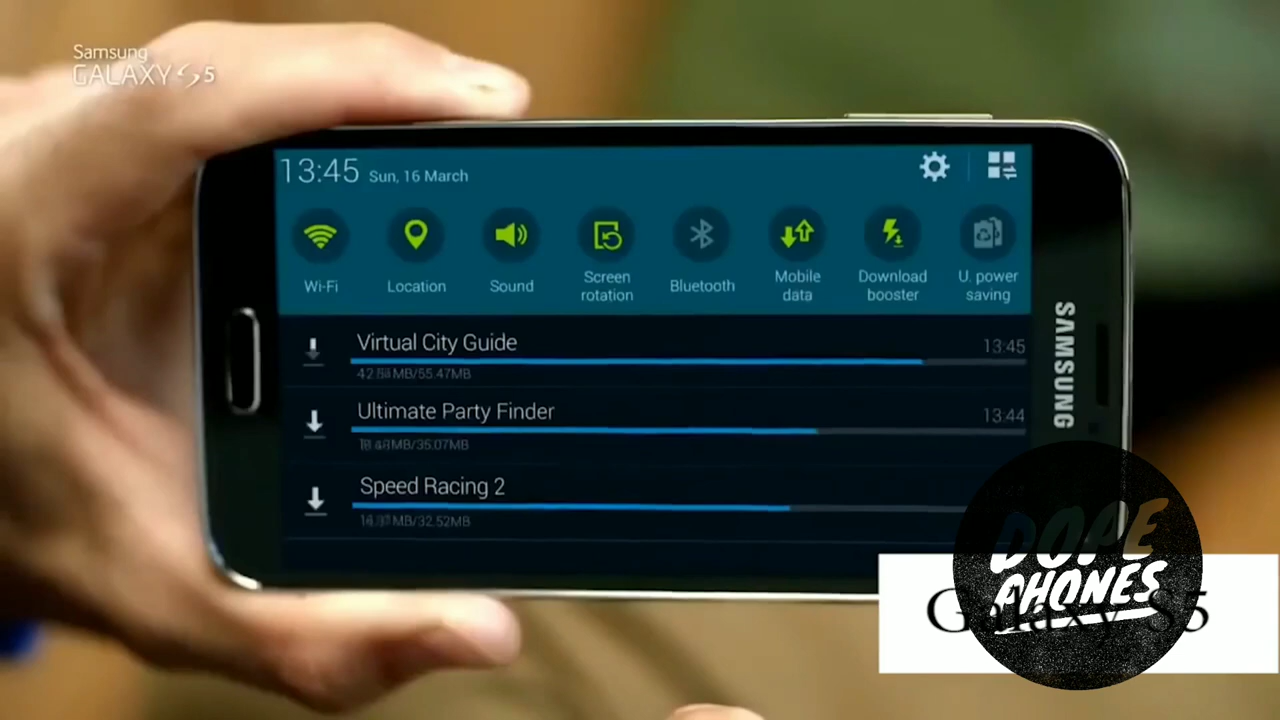 Samsung
GALAXY S5
13:45 Sun, 16 March
Wi-Fi
Location
Sound
Screen
rotation
Bluetooth
Mobile
data
Download
booster
U. power
saving
Virtual City Guide
13:45
MB/55.47MB
Ultimate Party Finder
13:44
MB/35.07MB
Speed Racing 2
MB/32.52MB
SAMSUNG
DOPE
PHONES
Galaxy S5